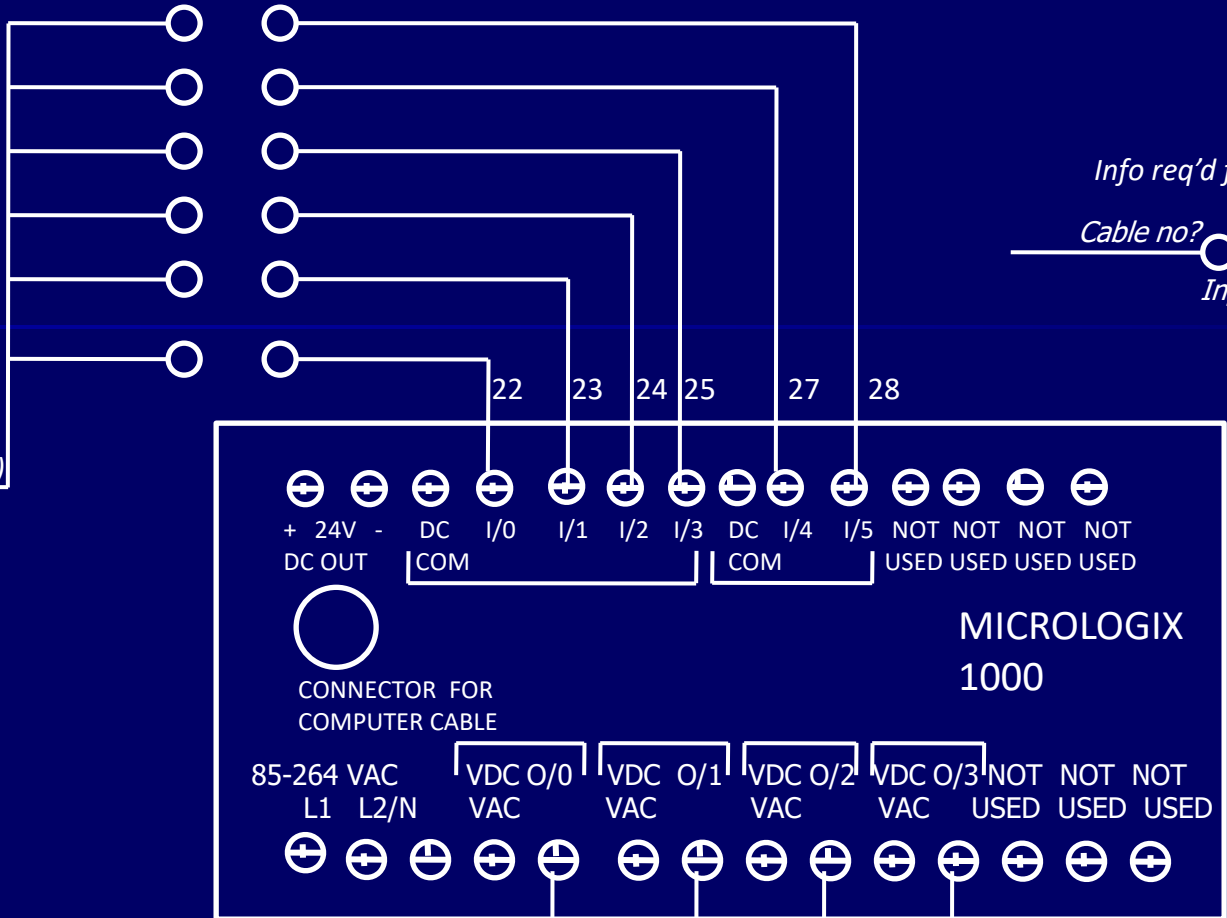 Info req'd
Cable no?
22 23 24 25 27 28
+ 24V - DC I/0 I/1 I/2 I/3 DC I/4 I/5 NOT NOT NOT NOT
DC OUT COM COM USED USED USED USED
MICROLOGIX
1000
CONNECTOR FOR
COMPUTER CABLE
85-264 VAC VDC O/0 VDC O/1 VDC O/2 VDC O/3 NOT NOT NOT
L1 L2/N VAC VAC VAC VAC USED USED USED